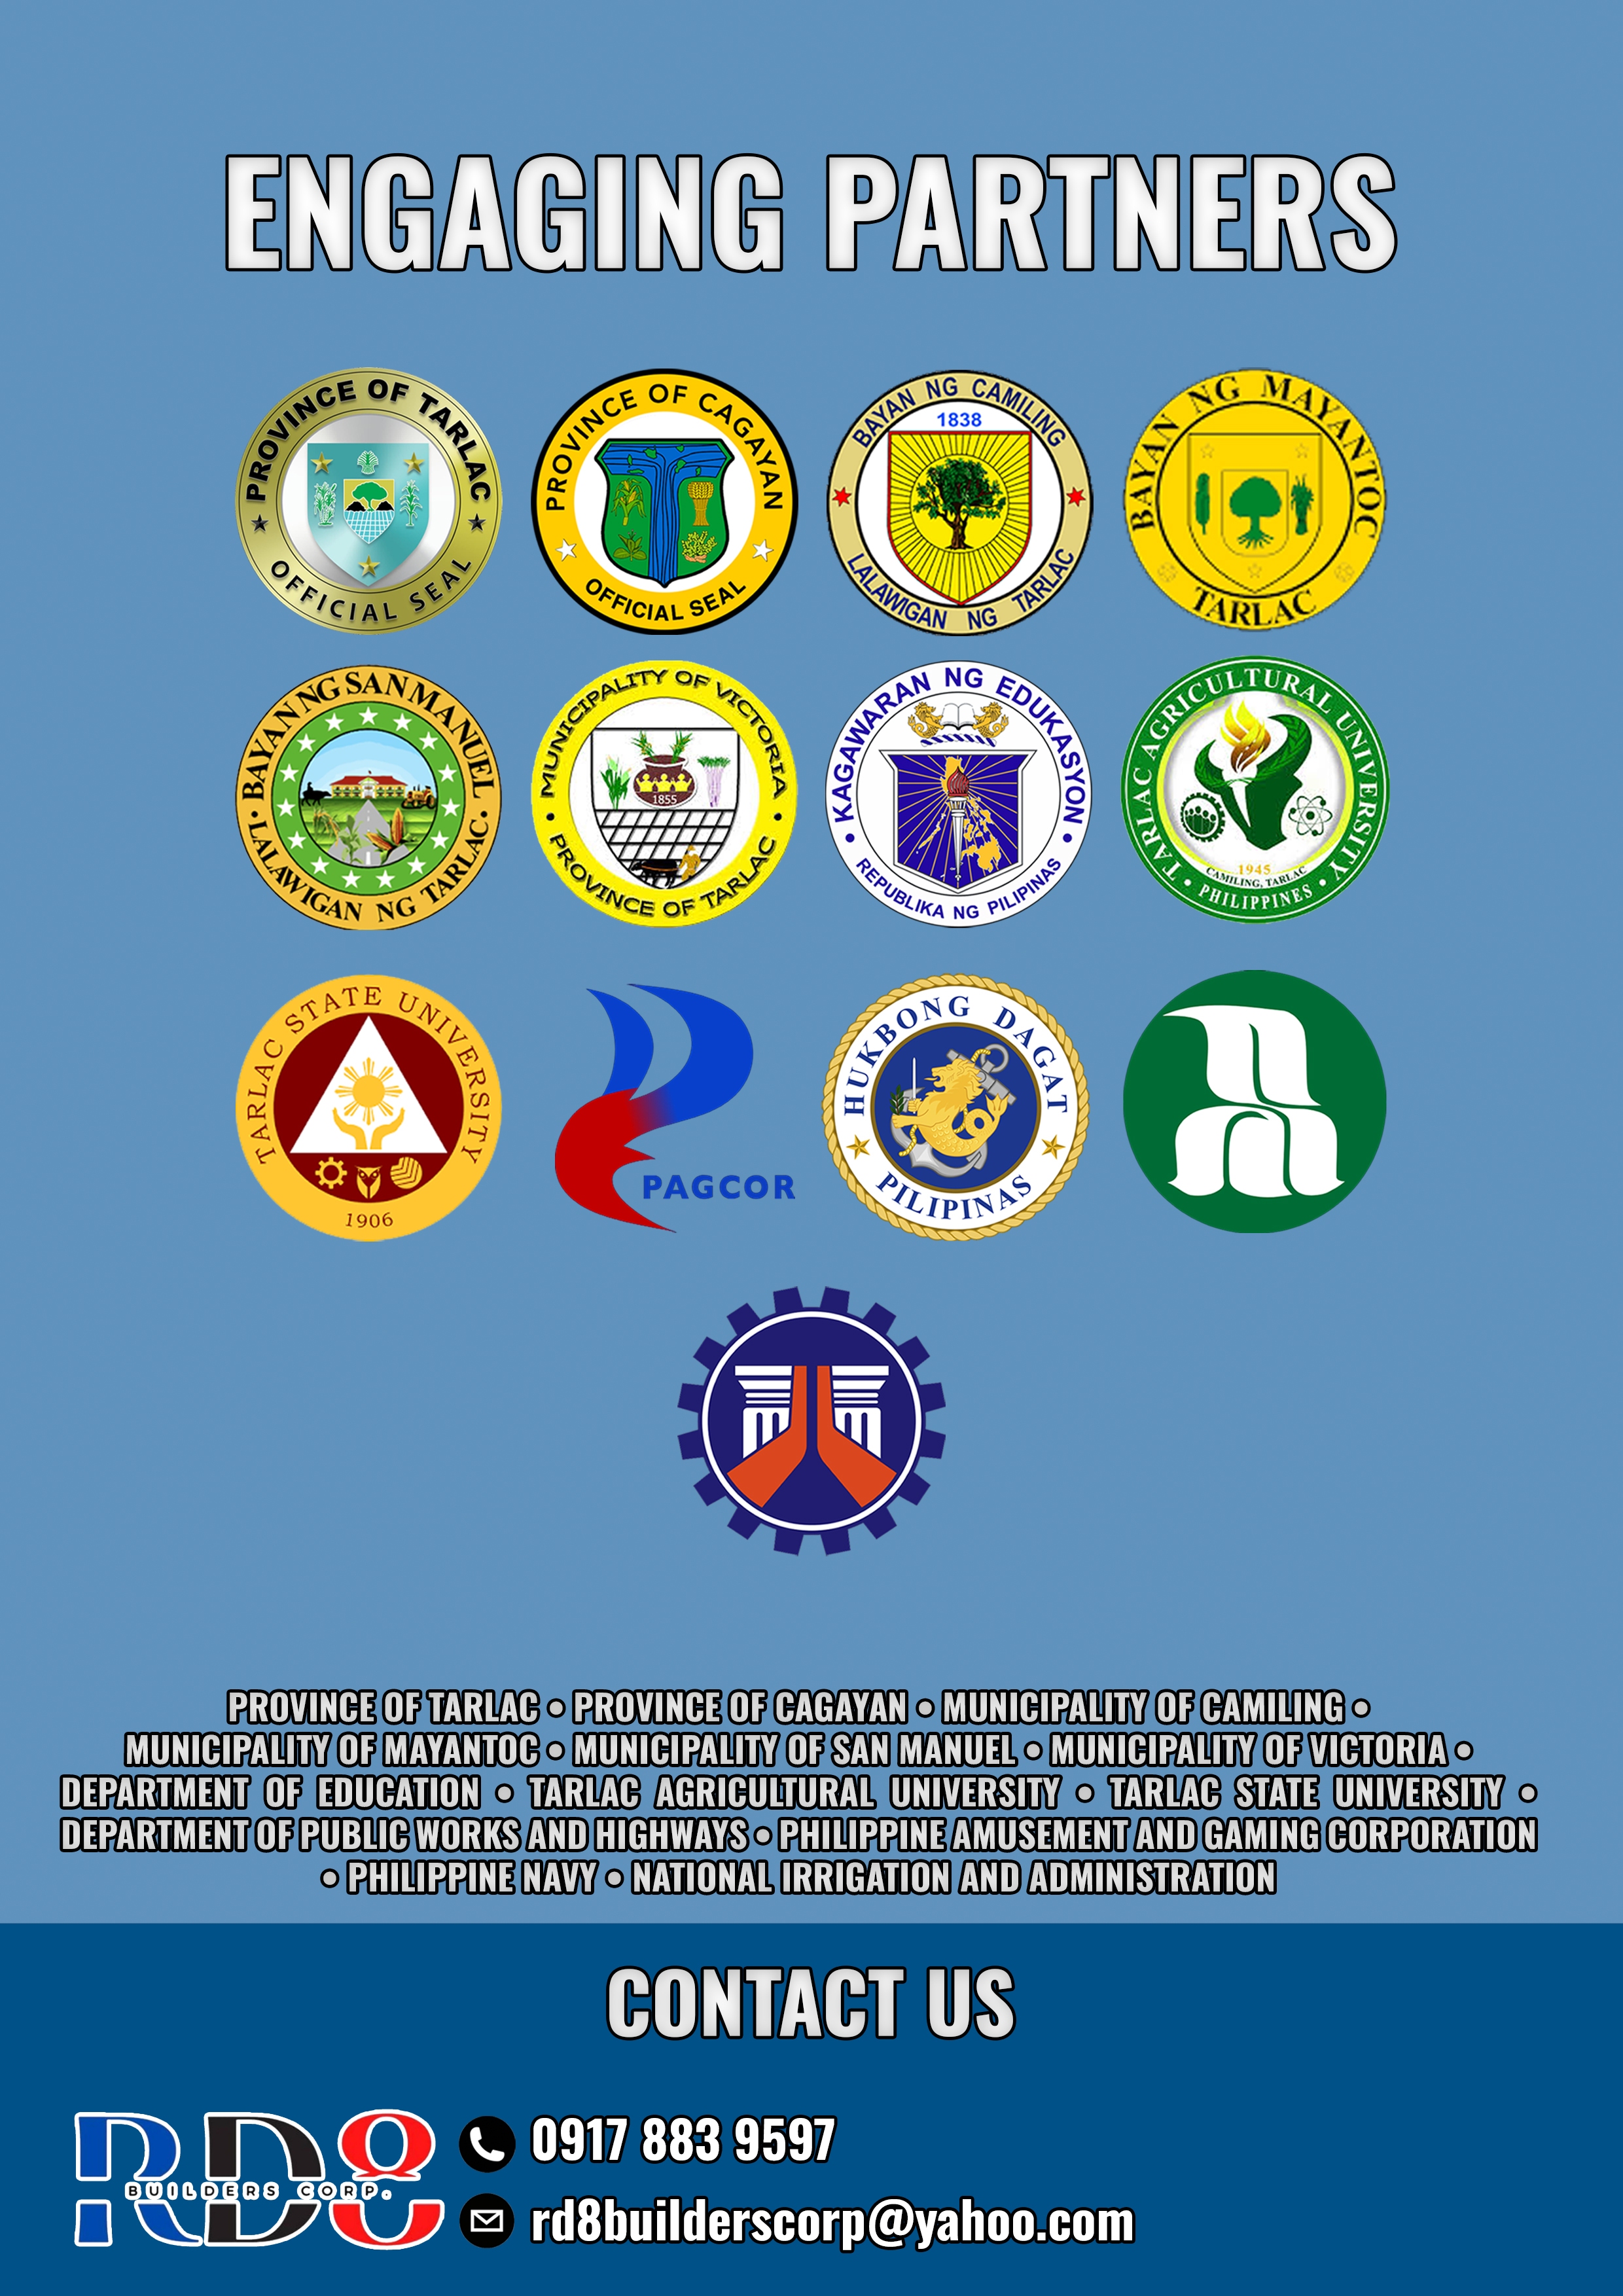 ENGAGING PARTNERS
PROVINCE OF TARLAC
OFFICIAL SEAL
PROVINCE OF CAGAYAN
OFFICIAL SEAL
BAYAN NG CAMILING
1838
LALAWIGAN NG TARLAC
BAYAN NG MAYANTOC
TARLAC
BAYAN NG SAN MANUEL
LALAWIGAN NG TARLAC
MUNICIPALITY OF VICTORIA
1855
PROVINCE OF TARLAC
KAGAWARAN NG EDUKASYON
REPUBLIKA NG PILIPINAS
TARLAC AGRICULTURAL UNIVERSITY
1945
CAMILING, TARLAC
PHILIPPINES
TARLAC STATE UNIVERSITY
1906
PAGCOR
HUKBONG DAGAT
PILIPINAS
PROVINCE OF TARLAC • PROVINCE OF CAGAYAN • MUNICIPALITY OF CAMILING •
MUNICIPALITY OF MAYANTOC • MUNICIPALITY OF SAN MANUEL • MUNICIPALITY OF VICTORIA •
DEPARTMENT OF EDUCATION • TARLAC AGRICULTURAL UNIVERSITY • TARLAC STATE UNIVERSITY •
DEPARTMENT OF PUBLIC WORKS AND HIGHWAYS • PHILIPPINE AMUSEMENT AND GAMING CORPORATION
• PHILIPPINE NAVY • NATIONAL IRRIGATION AND ADMINISTRATION
CONTACT US
RD8
BUILDERS CORP.
0917 883 9597
rd8builderscorp@yahoo.com